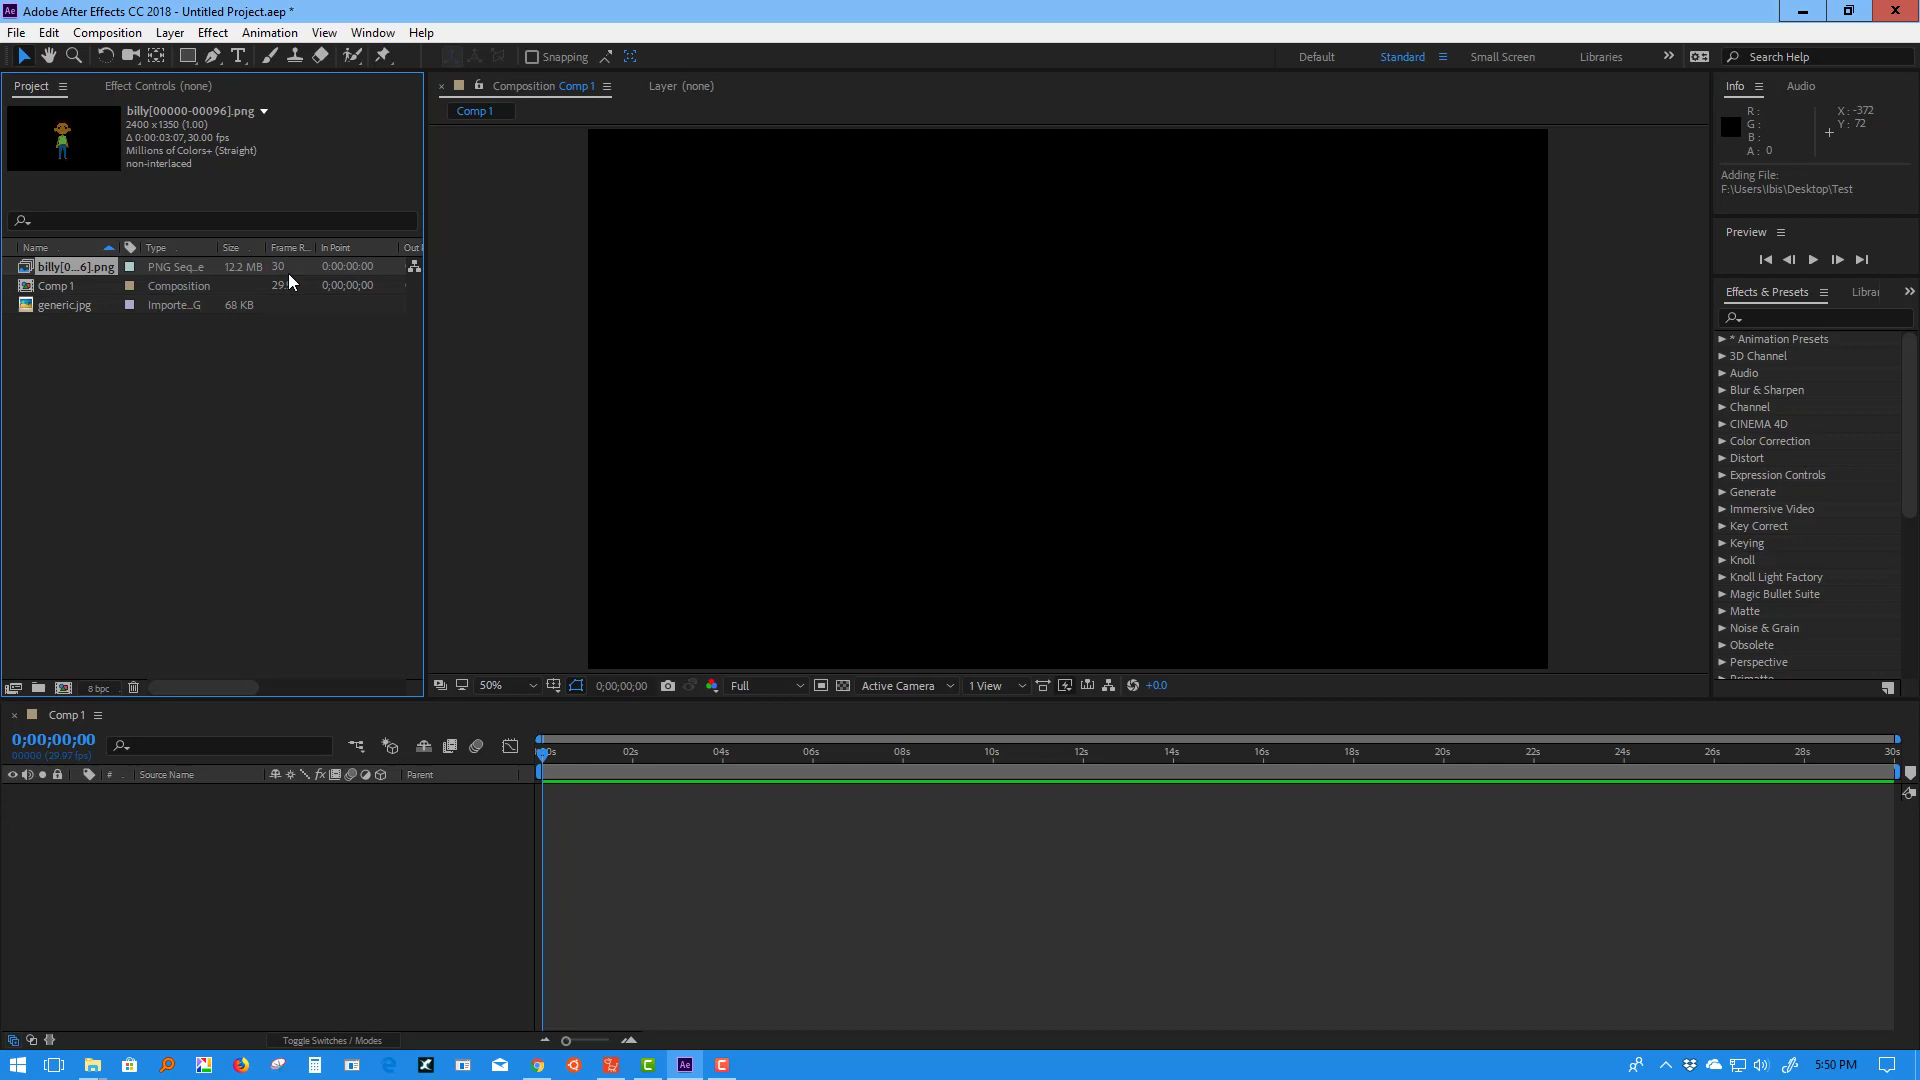 Adobe After Effects CC 2018 - Untitled Project.aep *
File Edit Composition Layer Effect Animation View Window Help
Snapping Default Standard Small Screen Libraries Search Help
Project Effect Controls (none)
billy[00000-00096].png
2400 x 1350 (1.00)
Δ 0:00:03:07, 30.00 fps
Millions of Colors+ (Straight)
non-interlaced
Name Type Size Frame R... In Point Out
billy[0...6].png PNG Seq...e 12.2 MB 30 0:00:00:00
Comp 1 Composition 29. 0;00;00;00
generic.jpg Importe...G 68 KB
8 bpc
Composition Comp 1 Layer (none)
Comp 1
50% 0;00;00;00 Full Active Camera 1 View +0.0
Info Audio
R: X: -372
G: Y: 72
B:
A: 0
Adding File:
F:\Users\Ibis\Desktop\Test
Preview
Effects & Presets Librar
* Animation Presets
3D Channel
Audio
Blur & Sharpen
Channel
CINEMA 4D
Color Correction
Distort
Expression Controls
Generate
Immersive Video
Key Correct
Keying
Knoll
Knoll Light Factory
Magic Bullet Suite
Matte
Noise & Grain
Obsolete
Perspective
Primatte
Comp 1
0;00;00;00
00000 (29.97 fps)
# Source Name fx Parent
:00s 02s 04s 06s 08s 10s 12s 14s 16s 18s 20s 22s 24s 26s 28s 30s
Toggle Switches / Modes
5:50 PM